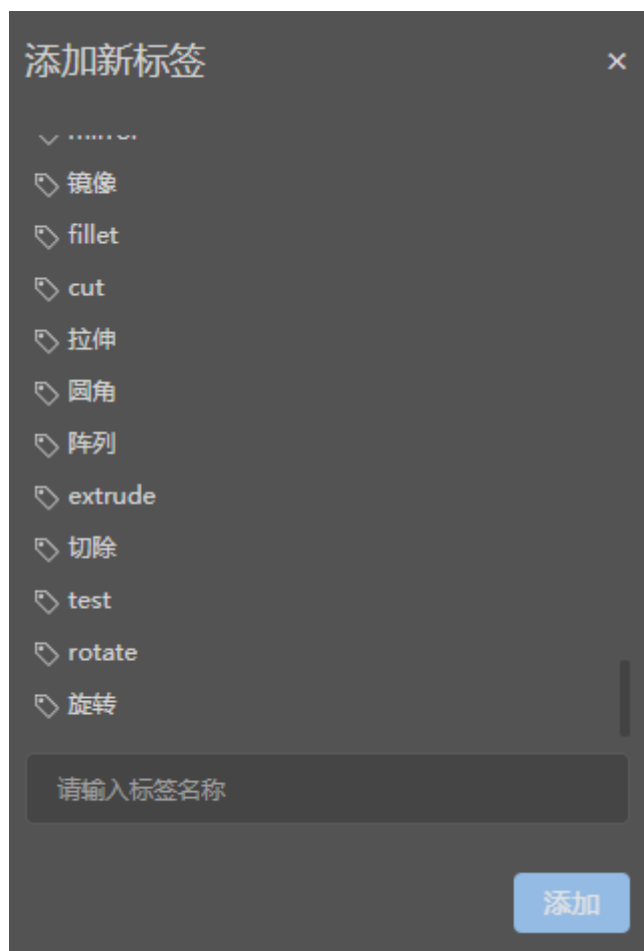 添加新标签
mirror
镜像
fillet
cut
拉伸
圆角
阵列
extrude
切除
test
rotate
旋转
请输入标签名称
添加